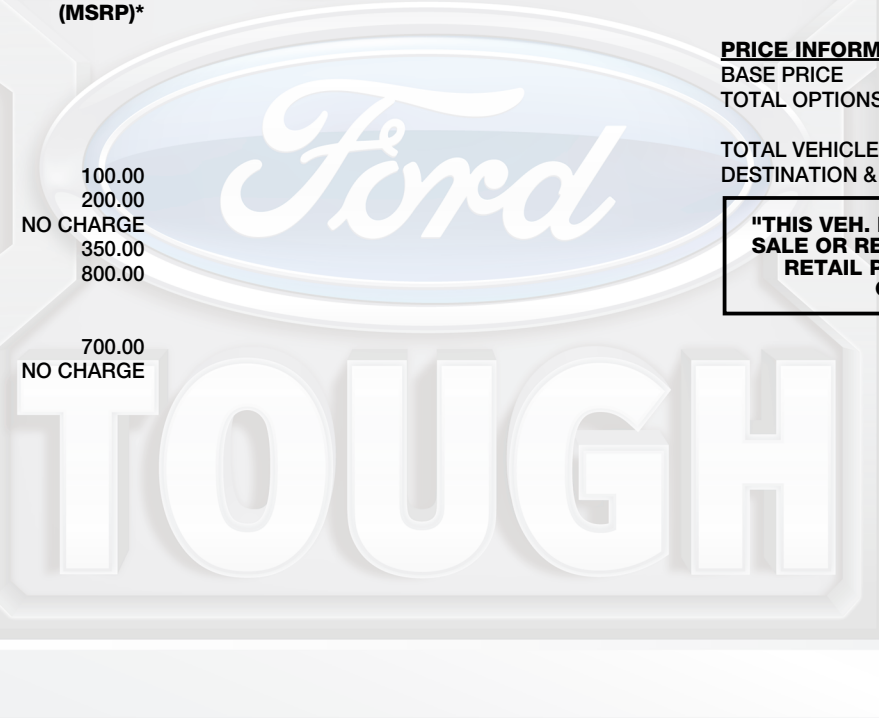 (MSRP)*
100.00
200.00
NO CHARGE
350.00
800.00
700.00
NO CHARGE
PRICE INFORM
BASE PRICE
TOTAL OPTIONS
TOTAL VEHICLE
DESTINATION &
"THIS VEH.
SALE OR RE
RETAIL P
Ford
TOUGH